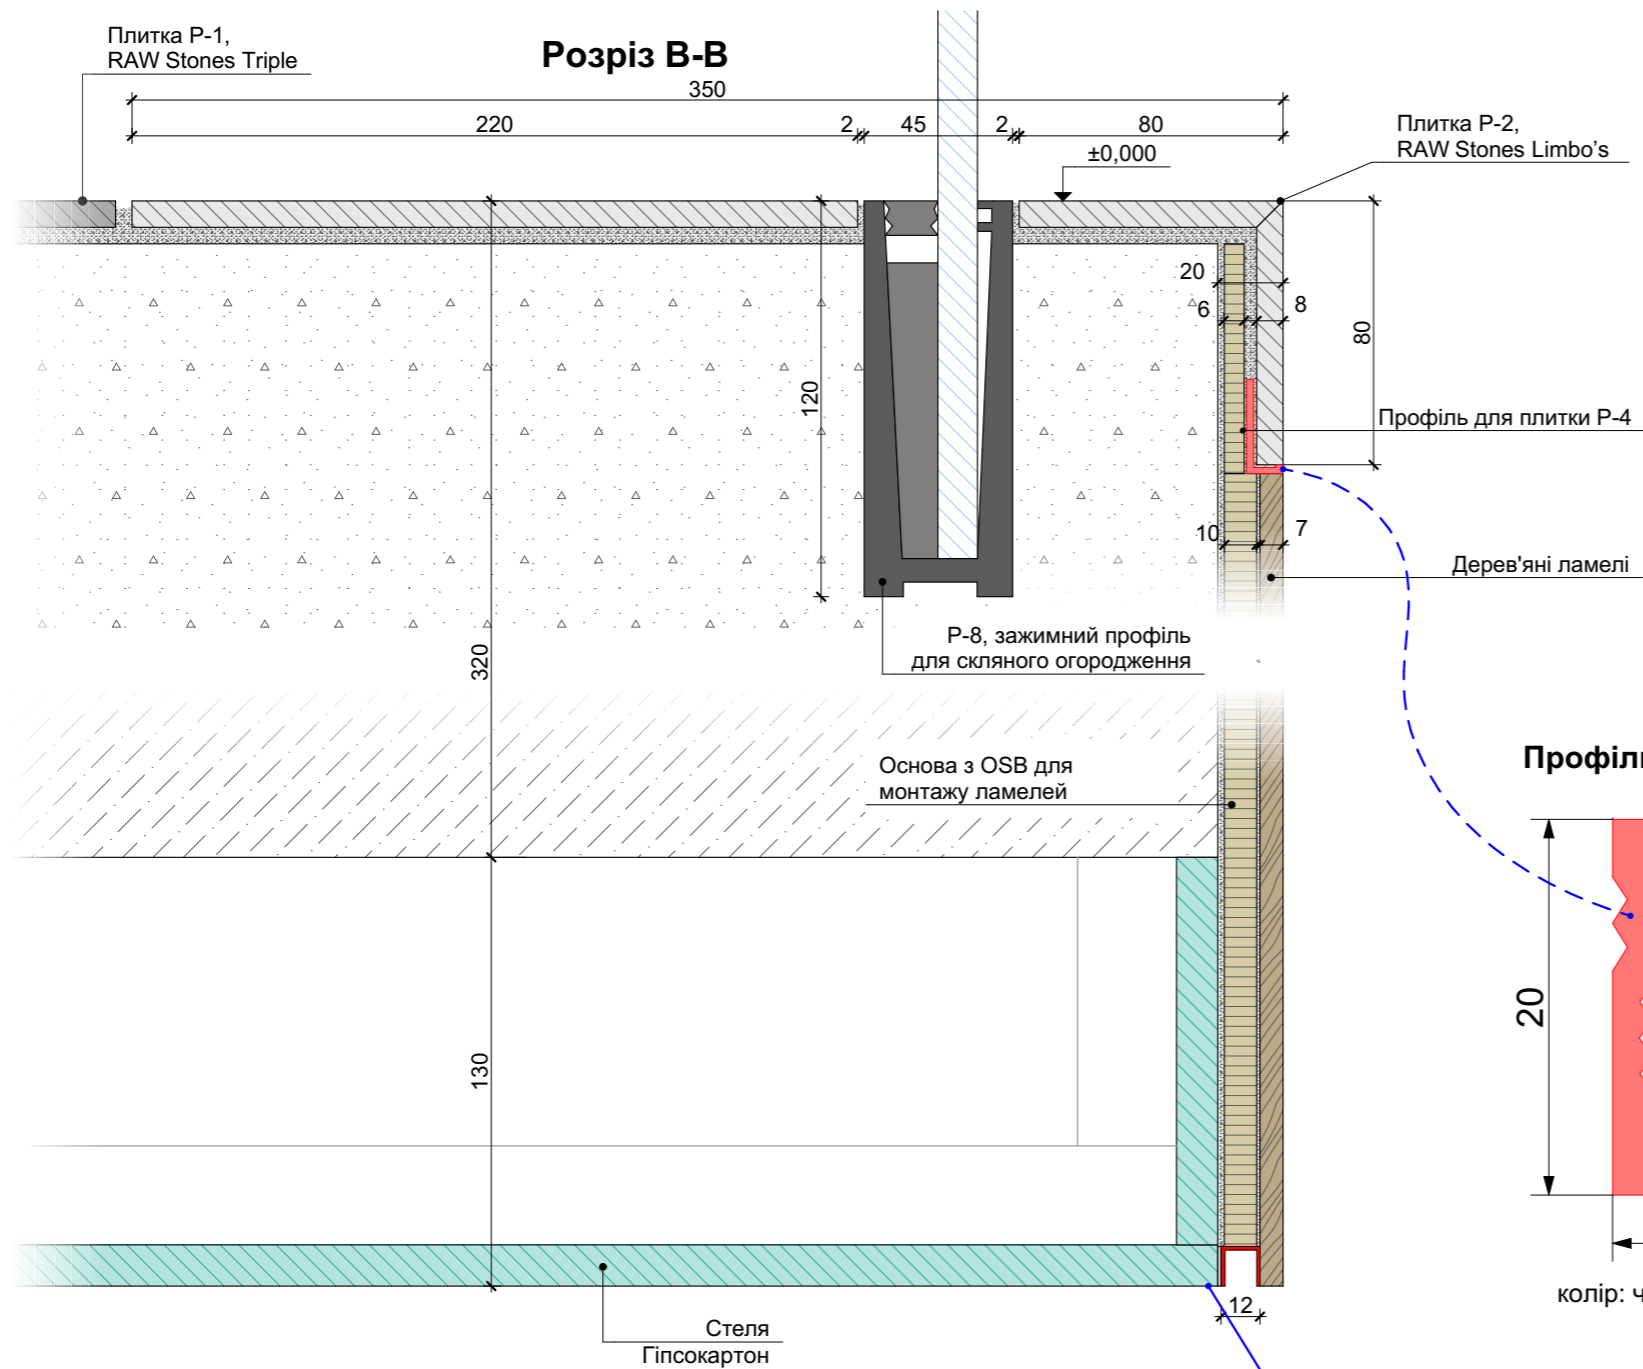 Плитка Р-1,
RAW Stones Triple
Розріз В-В
350
220
2
45
2
80
±0,000
Плитка Р-2,
RAW Stones Limbo's
20
6
8
80
120
Профіль для плитки Р-4
10
7
Дерев'яні ламелі
Р-8, зажимний профіль
для скляного огородження
320
Основа з OSB для
монтажу ламелей
Профіль
20
130
колір: ч
12
Стеля
Гіпсокартон